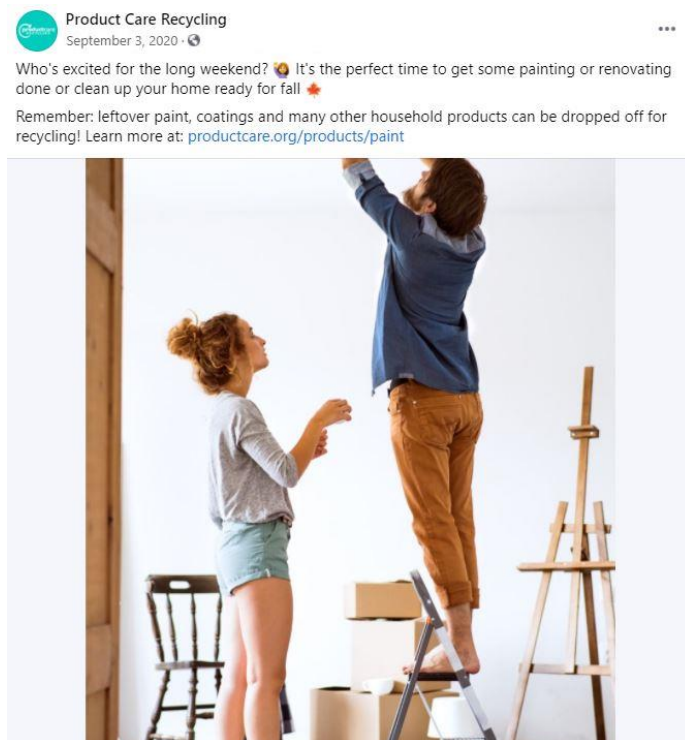 Product Care Recycling
September 3, 2020 ·
Who's excited for the long weekend? 🙋‍♀️ It's the perfect time to get some painting or renovating
done or clean up your home ready for fall 🍁
Remember: leftover paint, coatings and many other household products can be dropped off for
recycling! Learn more at: productcare.org/products/paint